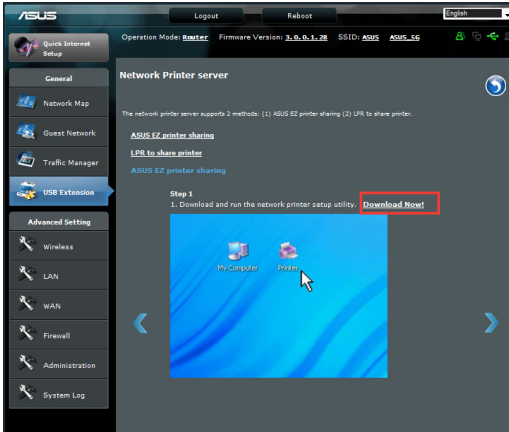 ASUS
Logout
Reboot
English
Quick Internet
Setup
Operation Mode: Router Firmware Version: 3.0.0.1.28 SSID: ASUS ASUS_5G
General
Network Map
Guest Network
Traffic Manager
USB Extension
Advanced Setting
Wireless
LAN
WAN
Firewall
Administration
System Log
Network Printer server
The network printer server supports 2 methods: (1) ASUS EZ printer sharing (2) LPR to share printer.
ASUS EZ printer sharing
LPR to share printer
ASUS EZ printer sharing
Step 1
1. Download and run the network printer setup utility. Download Now!
My Computer
Printer